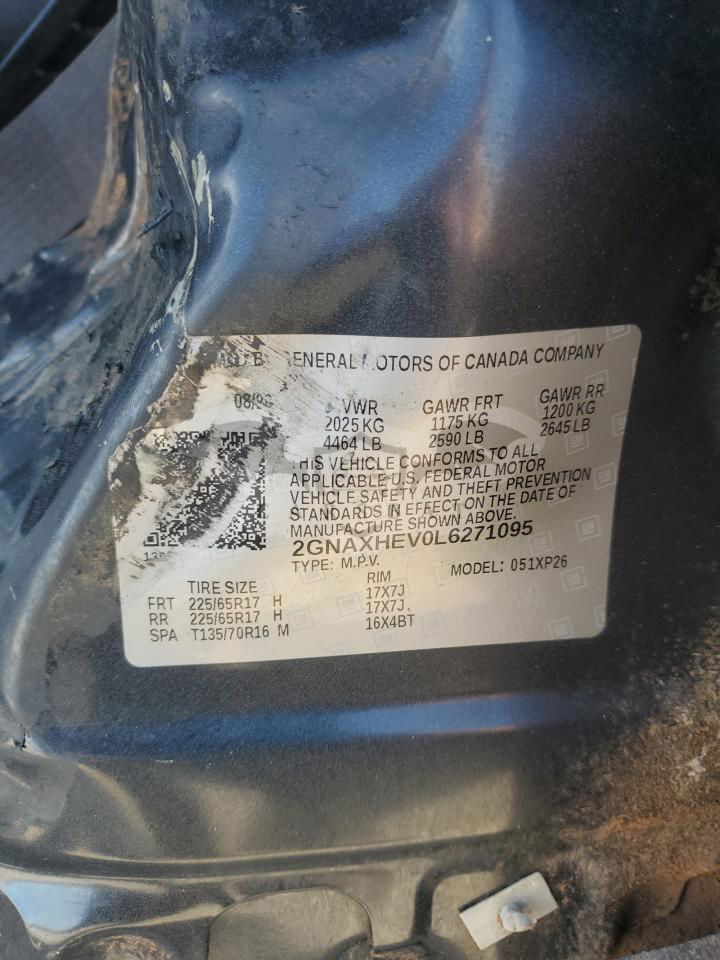 GENERAL MOTORS OF CANADA COMPANY
GVWR GAWR FRT GAWR RR
2025 KG 1175 KG 1200 KG
4464 LB 2590 LB 2645 LB
THIS VEHICLE CONFORMS TO ALL
APPLICABLE U.S. FEDERAL MOTOR
VEHICLE SAFETY AND THEFT PREVENTION
STANDARDS IN EFFECT ON THE DATE OF
MANUFACTURE SHOWN ABOVE.
2GNAXHEV0L6271095
TYPE: M.P.V. MODEL: 051XP26
TIRE SIZE RIM
FRT 225/65R17 H 17X7J
RR 225/65R17 H 17X7J
SPA T135/70R16 M 16X4BT